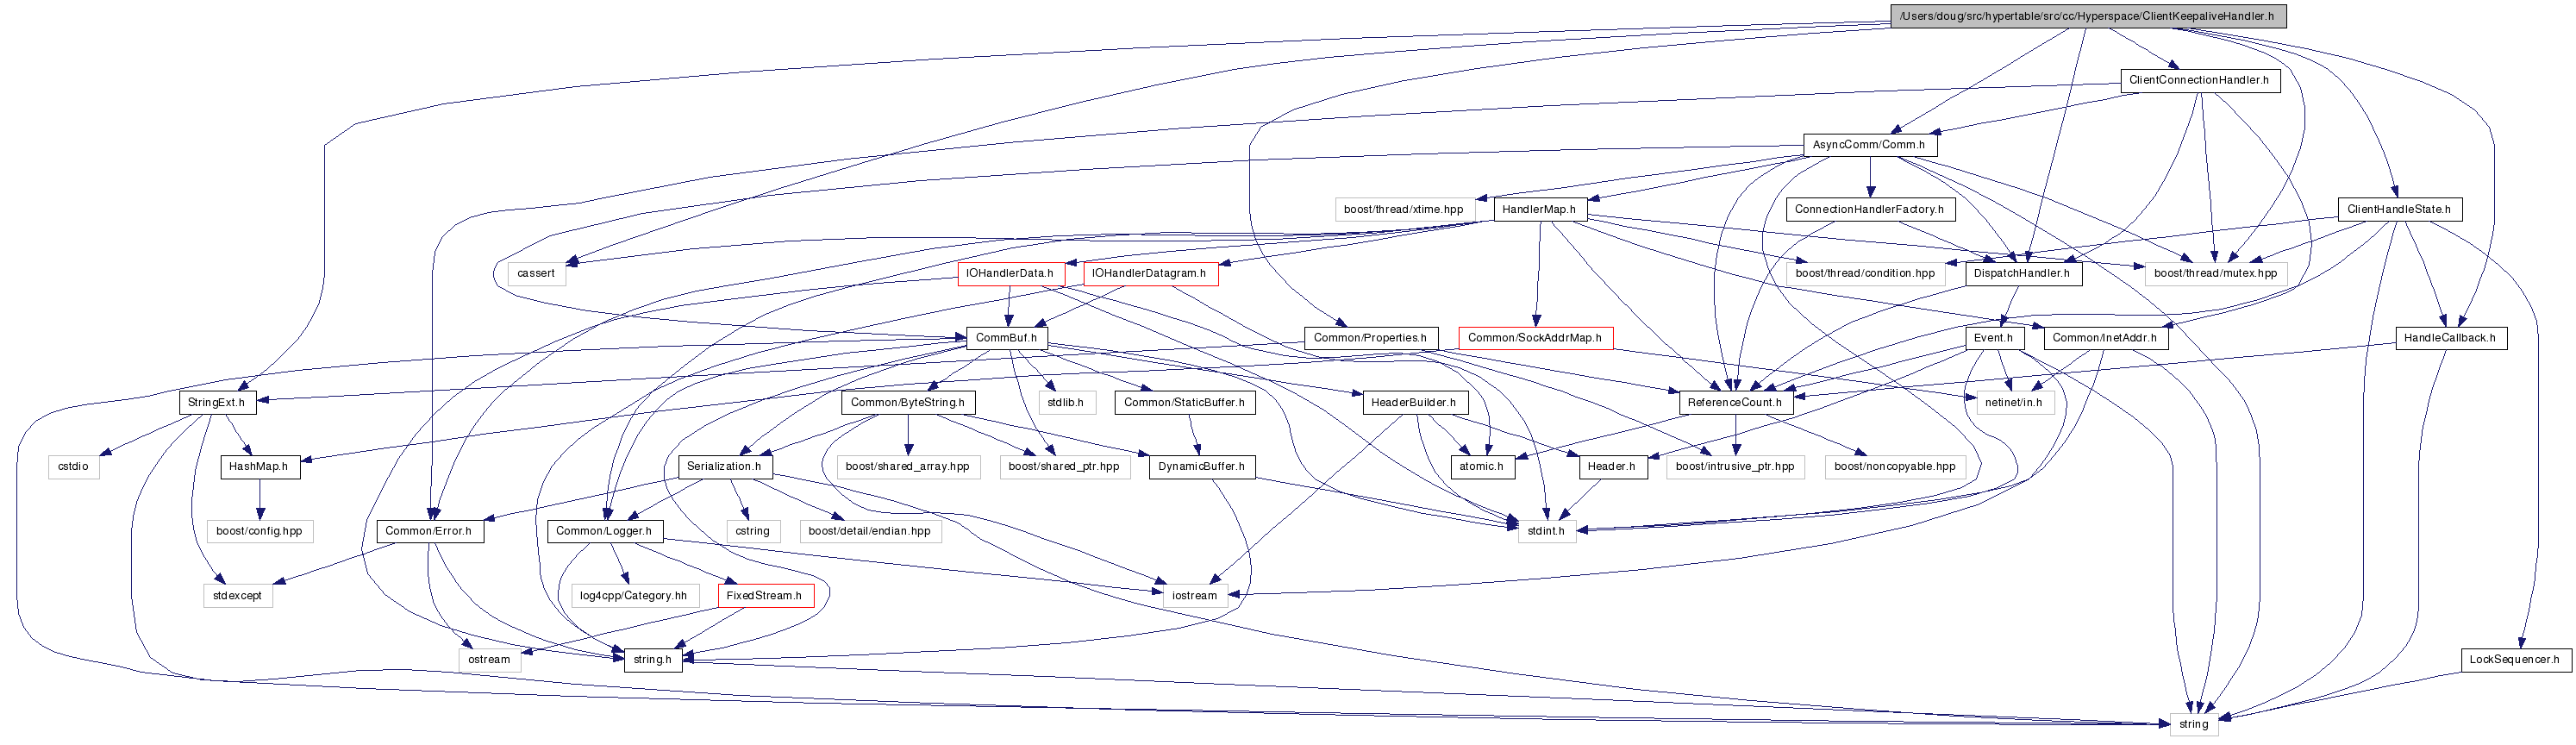 /Users/doug/src/hypertable/src/cc/Hyperspace/ClientKeepaliveHandler.h
ClientConnectionHandler.h
AsyncComm/Comm.h
boost/thread/xtime.hpp
HandlerMap.h
ConnectionHandlerFactory.h
ClientHandleState.h
cassert
IOHandlerData.h
IOHandlerDatagram.h
boost/thread/condition.hpp
DispatchHandler.h
boost/thread/mutex.hpp
CommBuf.h
Common/Properties.h
Common/SockAddrMap.h
Event.h
Common/InetAddr.h
HandleCallback.h
StringExt.h
Common/ByteString.h
stdlib.h
Common/StaticBuffer.h
HeaderBuilder.h
ReferenceCount.h
netinet/in.h
cstdio
HashMap.h
Serialization.h
boost/shared_array.hpp
boost/shared_ptr.hpp
DynamicBuffer.h
atomic.h
Header.h
boost/intrusive_ptr.hpp
boost/noncopyable.hpp
boost/config.hpp
Common/Error.h
Common/Logger.h
cstring
boost/detail/endian.hpp
stdint.h
stdexcept
log4cpp/Category.hh
FixedStream.h
iostream
ostream
string.h
LockSequencer.h
string